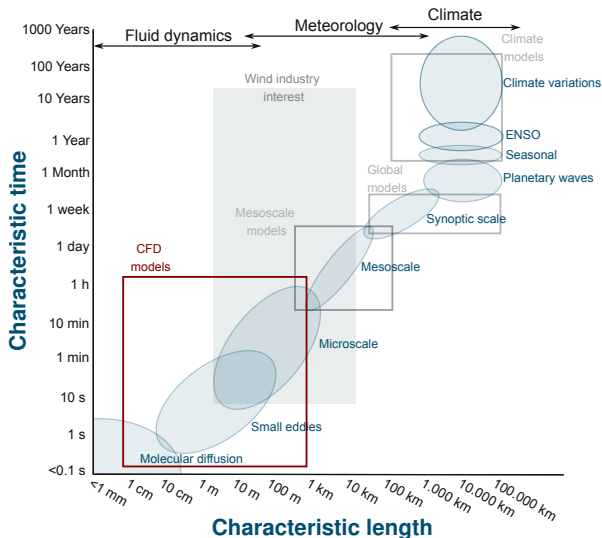 Climate
Fluid dynamics
Meteorology
1000 Years
100 Years
10 Years
1 Year
1 Month
1 week
1 day
1 h
10 min
1 min
10 s
1 s
<0.1 s
Characteristic time
Climate
models
Climate variations
Wind industry
interest
ENSO
Seasonal
Global
models
Planetary waves
Mesoscale
models
Synoptic scale
CFD
models
Mesoscale
Microscale
Small eddies
Molecular diffusion
<1 mm
1 cm
10 cm
1 m
10 m
100 m
1 km
10 km
100 km
1.000 km
10.000 km
100.000 km
Characteristic length